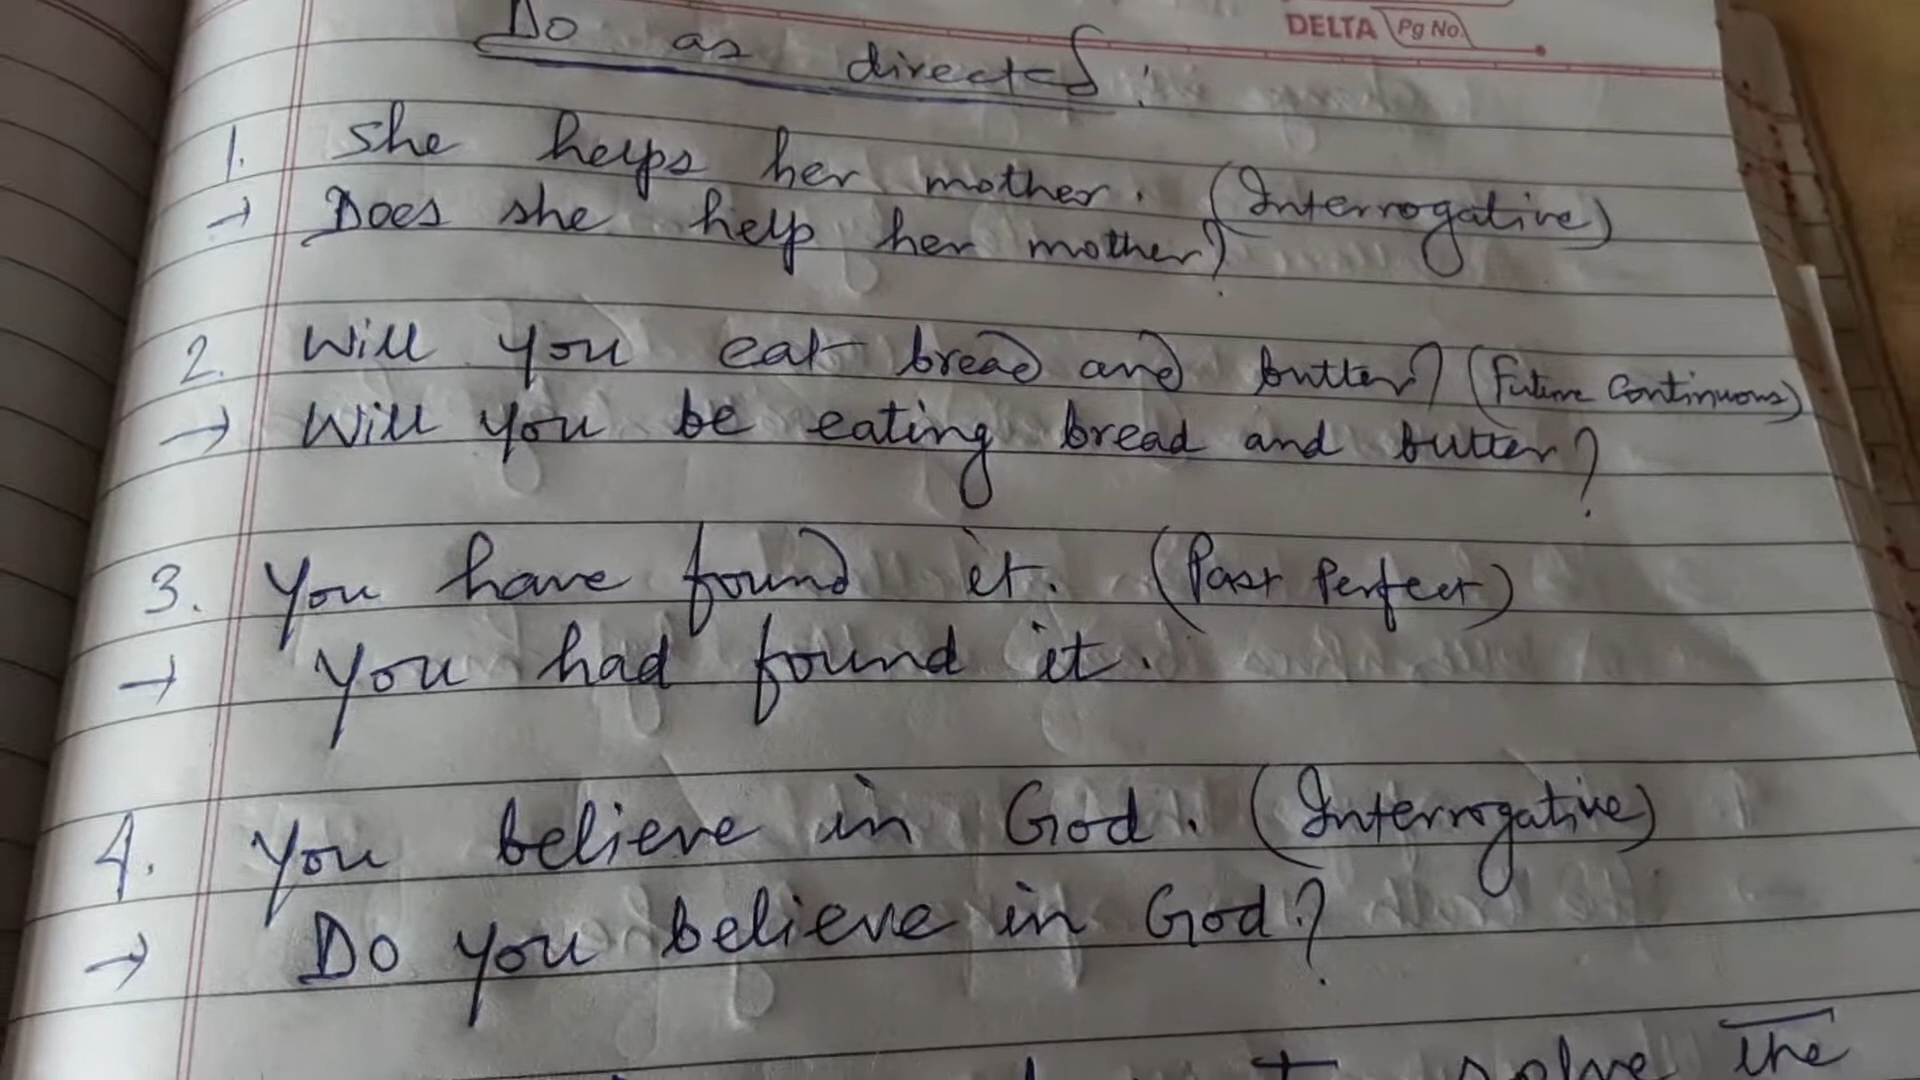 DELTA Pg No.
Do as directed :
1. She helps her mother. (Interrogative)
→ Does she help her mother?
2. Will you eat bread and butter? (Future Continuous)
→ Will you be eating bread and butter?
3. You have found it. (Past Perfect)
→ You had found it.
4. You believe in God. (Interrogative)
→ Do you believe in God?
solve the